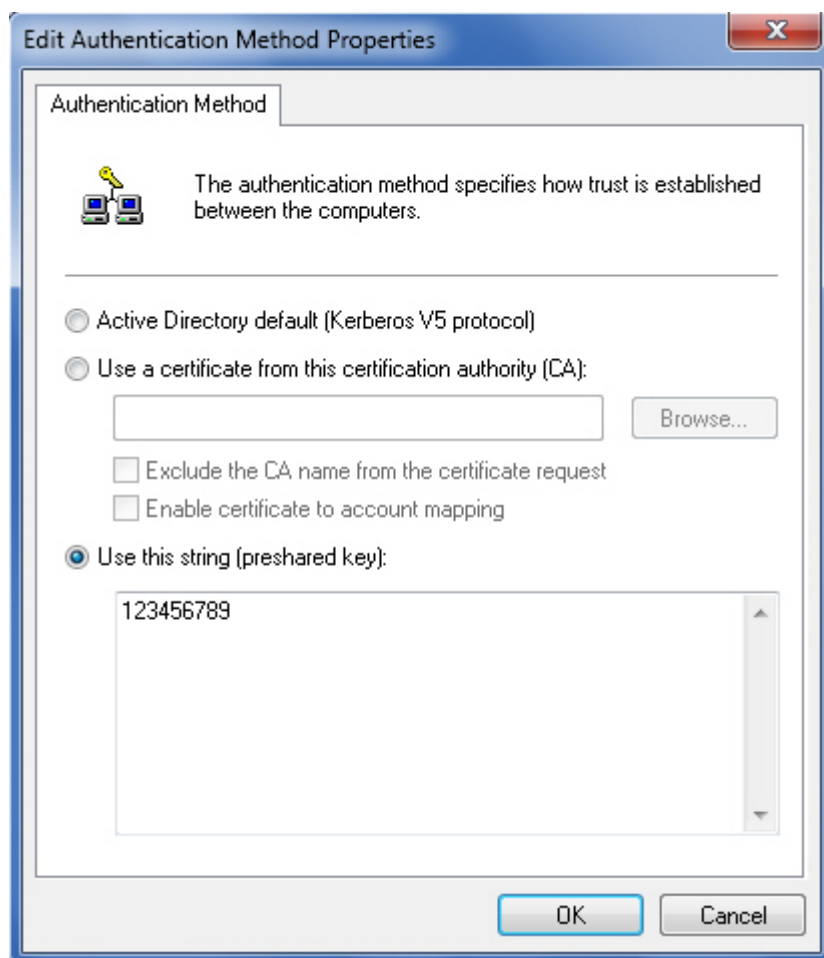 Edit Authentication Method Properties
Authentication Method
The authentication method specifies how trust is established
between the computers.
Active Directory default (Kerberos V5 protocol)
Use a certificate from this certification authority (CA):
Browse...
Exclude the CA name from the certificate request
Enable certificate to account mapping
Use this string (preshared key):
123456789
OK Cancel